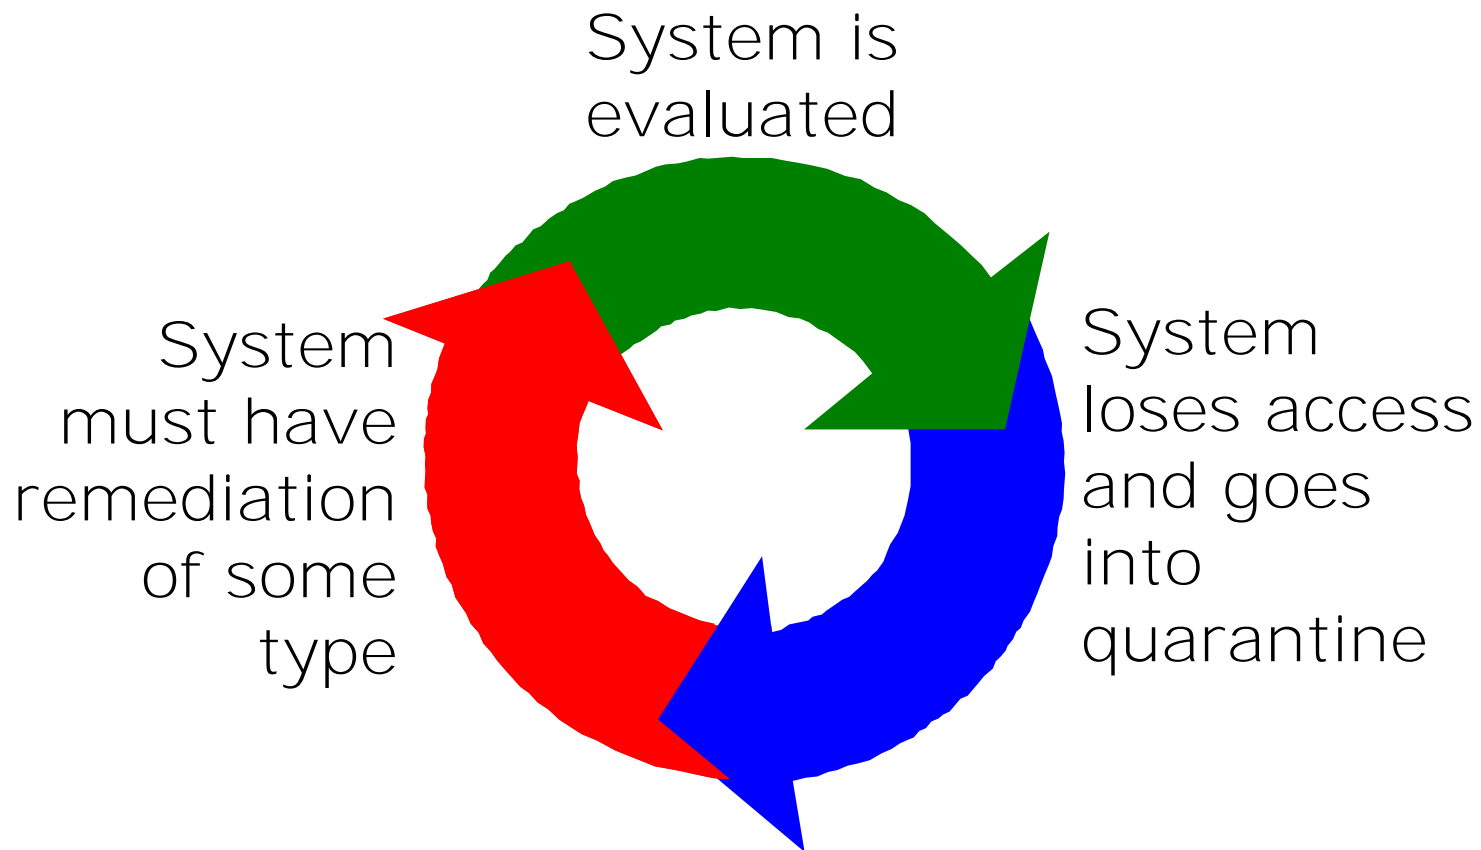 System is
evaluated
System
loses access
and goes
into
quarantine
System
must have
remediation
of some
type